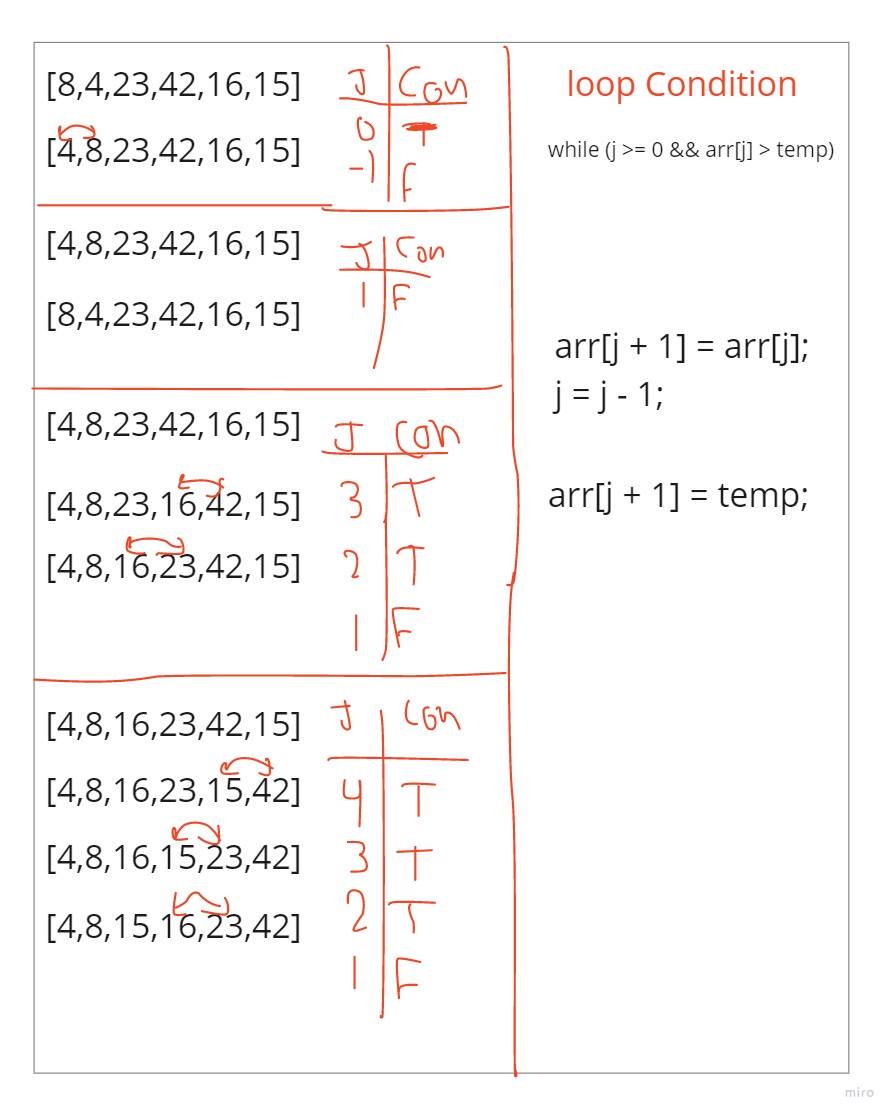 [8,4,23,42,16,15]
[4,8,23,42,16,15]
J Con
0 T
-1 F
[4,8,23,42,16,15]
[8,4,23,42,16,15]
J Con
1 F
[4,8,23,42,16,15]
[4,8,23,16,42,15]
[4,8,16,23,42,15]
J Con
3 T
2 T
1 F
[4,8,16,23,42,15]
[4,8,16,23,15,42]
[4,8,16,15,23,42]
[4,8,15,16,23,42]
J Con
4 T
3 T
2 T
1 F
loop Condition
while (j >= 0 && arr[j] > temp)
arr[j + 1] = arr[j];
j = j - 1;
arr[j + 1] = temp;
miro